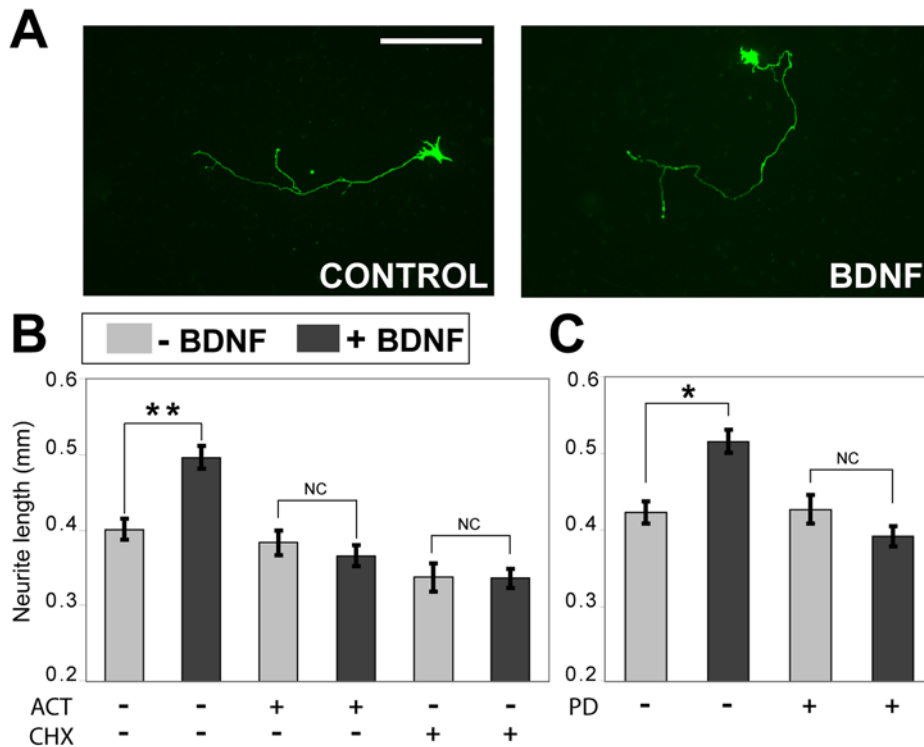 A
CONTROL
BDNF
B
- BDNF + BDNF
C
Neurite length (mm)
0.6
0.5
0.4
0.3
0.2
**
NC
NC
ACT - - + + - -
CHX - - - - + +
0.6
0.5
0.4
0.3
0.2
*
NC
PD - - + +